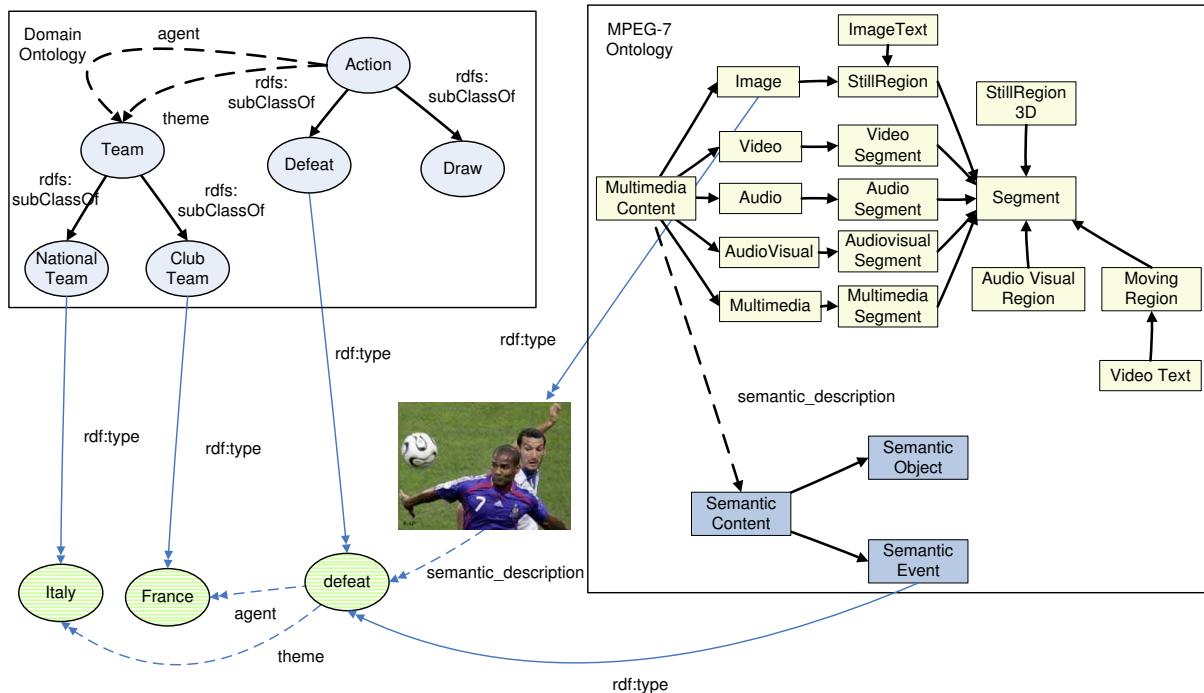 Domain
Ontology
agent
Action
rdfs:
subClassOf
rdfs:
subClassOf
theme
Team
Defeat
Draw
rdfs:
subClassOf
rdfs:
subClassOf
National
Team
Club
Team
MPEG-7
Ontology
ImageText
Image
StillRegion
StillRegion
3D
Video
Video
Segment
Multimedia
Content
Audio
Audio
Segment
Segment
AudioVisual
Audiovisual
Segment
Audio Visual
Region
Moving
Region
Multimedia
Multimedia
Segment
Video Text
rdf:type
rdf:type
rdf:type
rdf:type
semantic_description
7
Semantic
Object
Semantic
Content
Semantic
Event
semantic_description
Italy
France
defeat
agent
theme
rdf:type